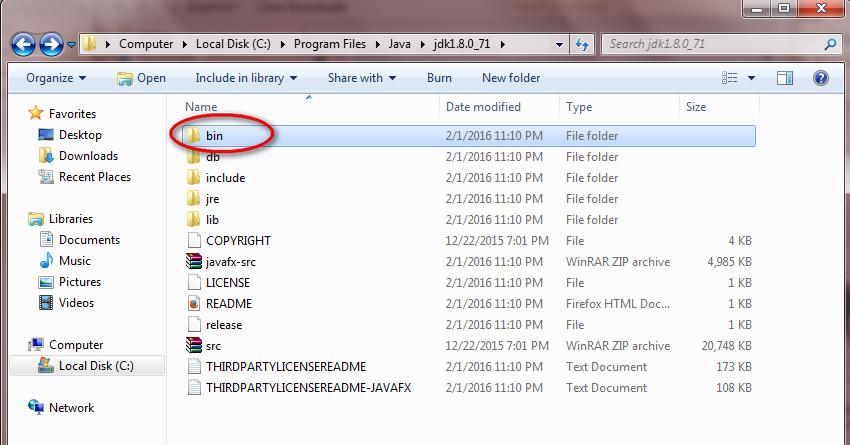 Computer Local Disk (C:) Program Files Java jdk1.8.0_71 Search jdk1.8.0_71
Organize Open Include in library Share with Burn New folder
Name Date modified Type Size
Favorites
Desktop
Downloads
Recent Places
Libraries
Documents
Music
Pictures
Videos
Computer
Local Disk (C:)
Network
bin 2/1/2016 11:10 PM File folder
db 2/1/2016 11:10 PM File folder
include 2/1/2016 11:10 PM File folder
jre 2/1/2016 11:10 PM File folder
lib 2/1/2016 11:10 PM File folder
COPYRIGHT 12/22/2015 7:01 PM File 4 KB
javafx-src 2/1/2016 11:10 PM WinRAR ZIP archive 4,985 KB
LICENSE 2/1/2016 11:10 PM File 1 KB
README 2/1/2016 11:10 PM Firefox HTML Doc... 1 KB
release 2/1/2016 11:10 PM File 1 KB
src 12/22/2015 7:01 PM WinRAR ZIP archive 20,748 KB
THIRDPARTYLICENSEREADME 2/1/2016 11:10 PM Text Document 173 KB
THIRDPARTYLICENSEREADME-JAVAFX 2/1/2016 11:10 PM Text Document 108 KB